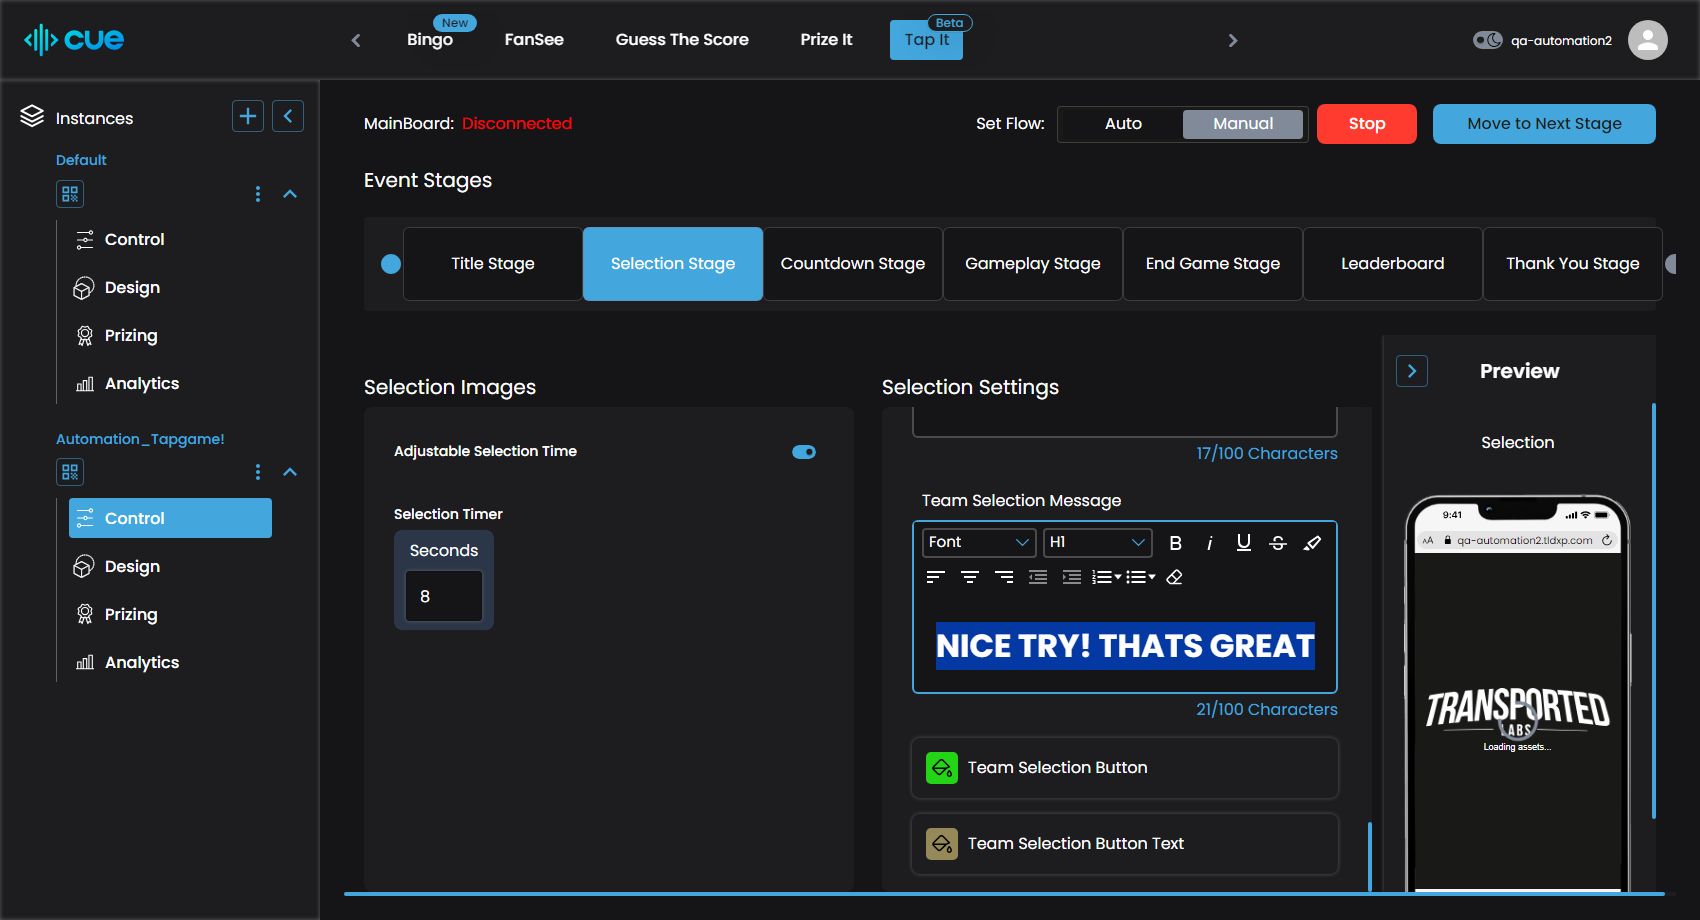 cue
New
Bingo
FanSee
Guess The Score
Prize It
Beta
Tap It
qa-automation2
Instances
Default
Control
Design
Prizing
Analytics
Automation_Tapgame!
Control
Design
Prizing
Analytics
MainBoard: Disconnected
Set Flow:
Auto
Manual
Stop
Move to Next Stage
Event Stages
Title Stage
Selection Stage
Countdown Stage
Gameplay Stage
End Game Stage
Leaderboard
Thank You Stage
Selection Images
Adjustable Selection Time
Selection Timer
Seconds
8
Selection Settings
17/100 Characters
Team Selection Message
Font
H1
B
i
U
S
NICE TRY! THATS GREAT
21/100 Characters
Team Selection Button
Team Selection Button Text
Preview
Selection
9:41
AA
qa-automation2.tldxp.com
TRANSPORTED
LABS
Loading assets...